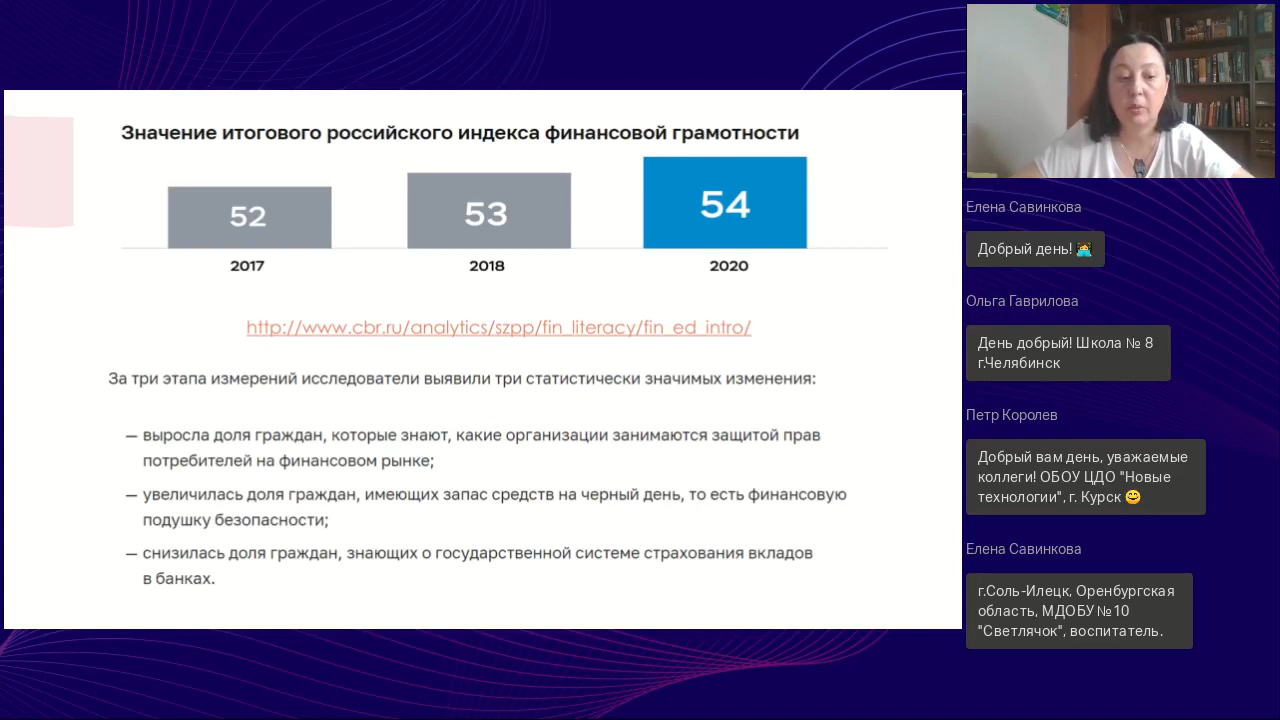 Значение итогового российского индекса финансовой грамотности
52
53
54
2017
2018
2020
http://www.cbr.ru/analytics/szpp/fin_literacy/fin_ed_intro/
За три этапа измерений исследователи выявили три статистически значимых изменения:
— выросла доля граждан, которые знают, какие организации занимаются защитой прав
потребителей на финансовом рынке;
— увеличилась доля граждан, имеющих запас средств на черный день, то есть финансовую
подушку безопасности;
— снизилась доля граждан, знающих о государственной системе страхования вкладов
в банках.
Елена Савинкова
Добрый день! 👩‍💻
Ольга Гаврилова
День добрый! Школа № 8
г.Челябинск
Петр Королев
Добрый вам день, уважаемые
коллеги! ОБОУ ЦДО "Новые
технологии", г. Курск 😊
Елена Савинкова
г.Соль-Илецк, Оренбургская
область, МДОБУ №10
"Светлячок", воспитатель.